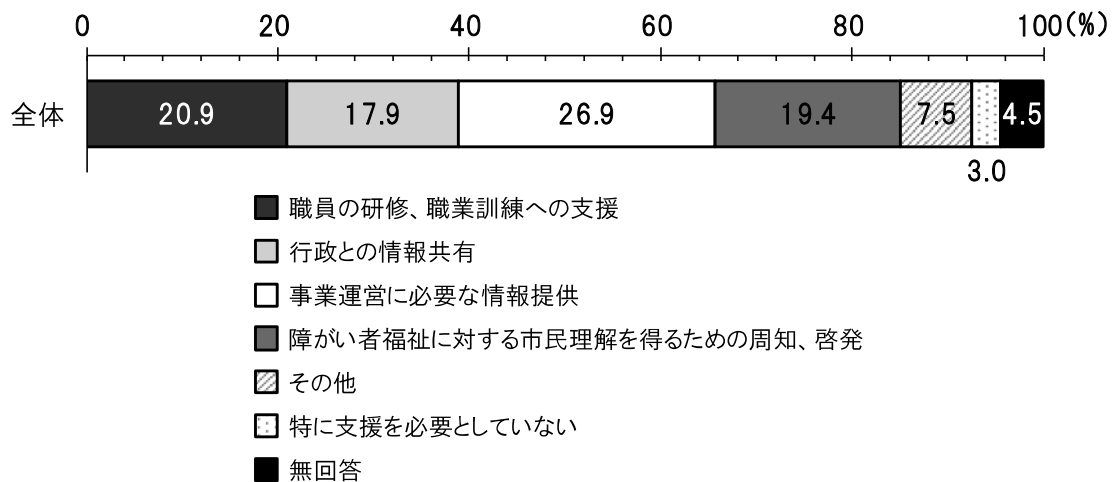 0 20 40 60 80 100(%)
全体 20.9 17.9 26.9 19.4 7.5 4.5
3.0
職員の研修、職業訓練への支援
行政との情報共有
事業運営に必要な情報提供
障がい者福祉に対する市民理解を得るための周知、啓発
その他
特に支援を必要としていない
無回答